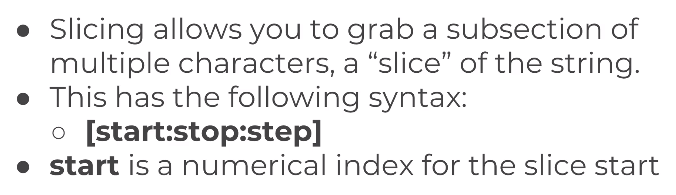 ● Slicing allows you to grab a subsection of
multiple characters, a “slice” of the string.
● This has the following syntax:
○ [start:stop:step]
● start is a numerical index for the slice start